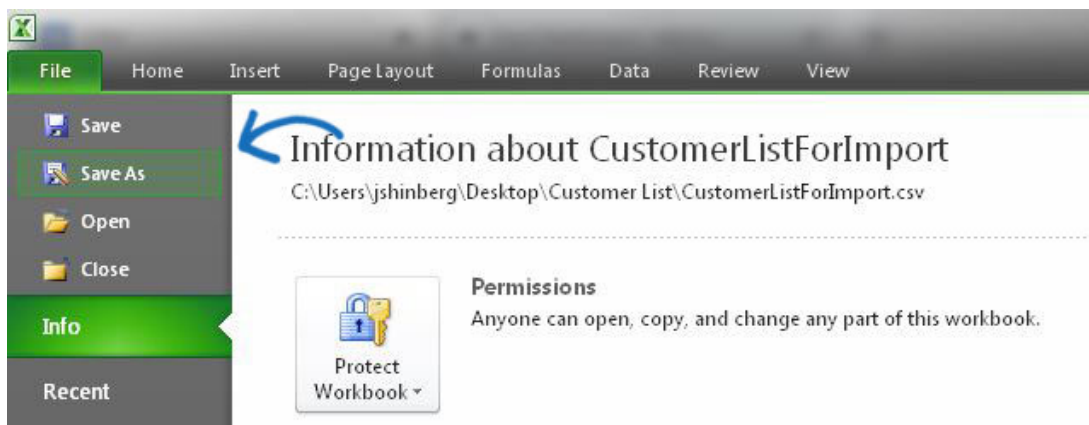 File Home Insert Page Layout Formulas Data Review View
Save
Save As
Open
Close
Info
Recent
Information about CustomerListForImport
C:\Users\jshinberg\Desktop\Customer List\CustomerListForImport.csv
Protect
Workbook
Permissions
Anyone can open, copy, and change any part of this workbook.